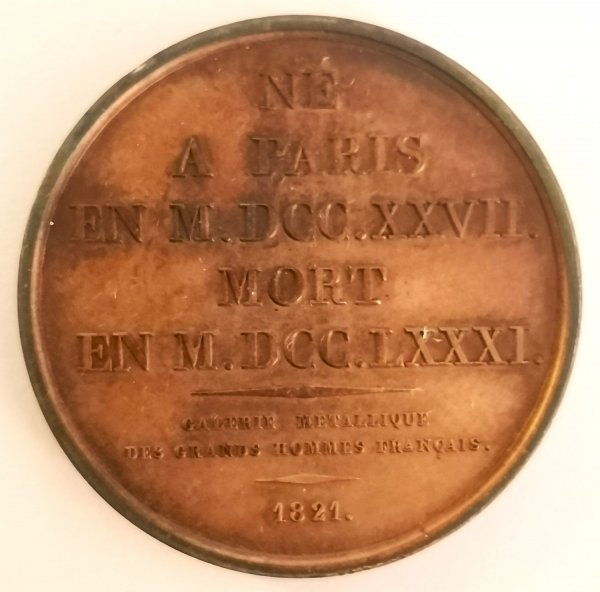 NÉ
A PARIS
EN M.DCC.XXVII.
MORT
EN M.DCC.LXXXI.
GALERIE METALLIQUE
DES GRANDS HOMMES FRANÇAIS.
1821.